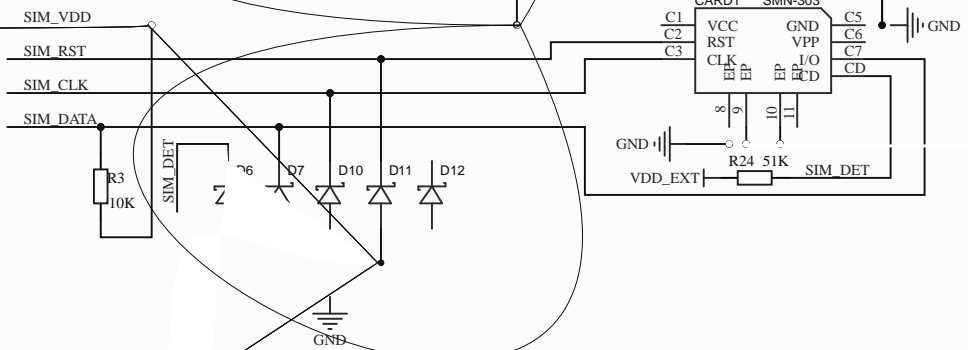 CARD1 SMN-303
SIM_VDD
C1 VCC GND C5 GND
SIM_RST
C2 RST VPP C6
C3 CLK I/O C7
SIM_CLK
EP EP EP EP CD CD
SIM_DATA
8 9 10 11
GND
R24 51K
SIM_DET D6 D7 D10 D11 D12
R3
10K
VDD_EXT SIM_DET
GND